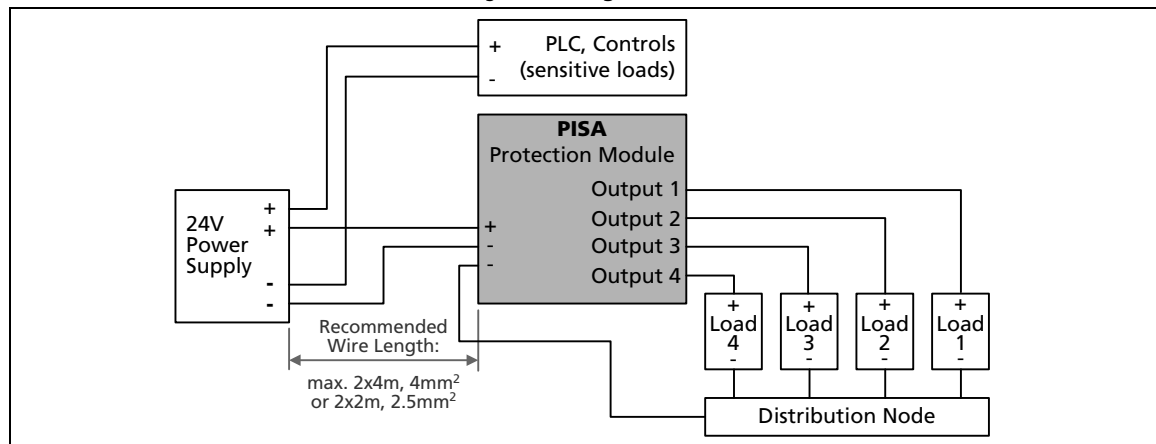 PLC, Controls
(sensitive loads)
+
-
PISA
Protection Module
Output 1
Output 2
Output 3
Output 4
+
-
-
24V
Power
Supply
+
+
-
-
Recommended
Wire Length:
max. 2x4m, 4mm²
or 2x2m, 2.5mm²
+
Load
4
-
+
Load
3
-
+
Load
2
-
+
Load
1
-
Distribution Node